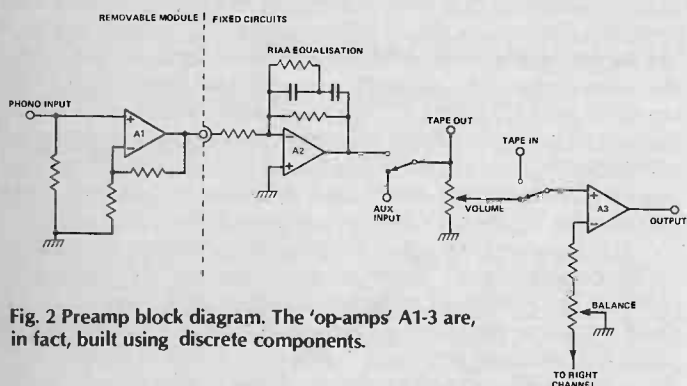 REMOVABLE MODULE
FIXED CIRCUITS
RIAA EQUALISATION
PHONO INPUT
A1
A2
TAPE OUT
TAPE IN
AUX
INPUT
VOLUME
A3
OUTPUT
BALANCE
TO RIGHT
CHANNEL
Fig. 2 Preamp block diagram. The 'op-amps' A1-3 are,
in fact, built using discrete components.